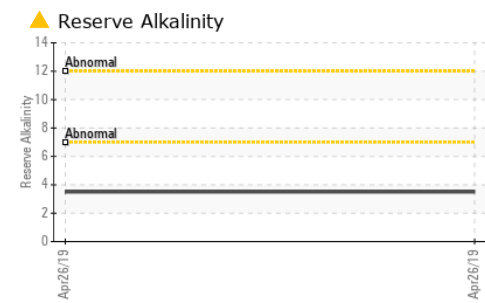 Reserve Alkalinity
14
12
10
8
6
4
2
0
Reserve Alkalinity
Abnormal
Abnormal
Apr26/19
Apr26/19